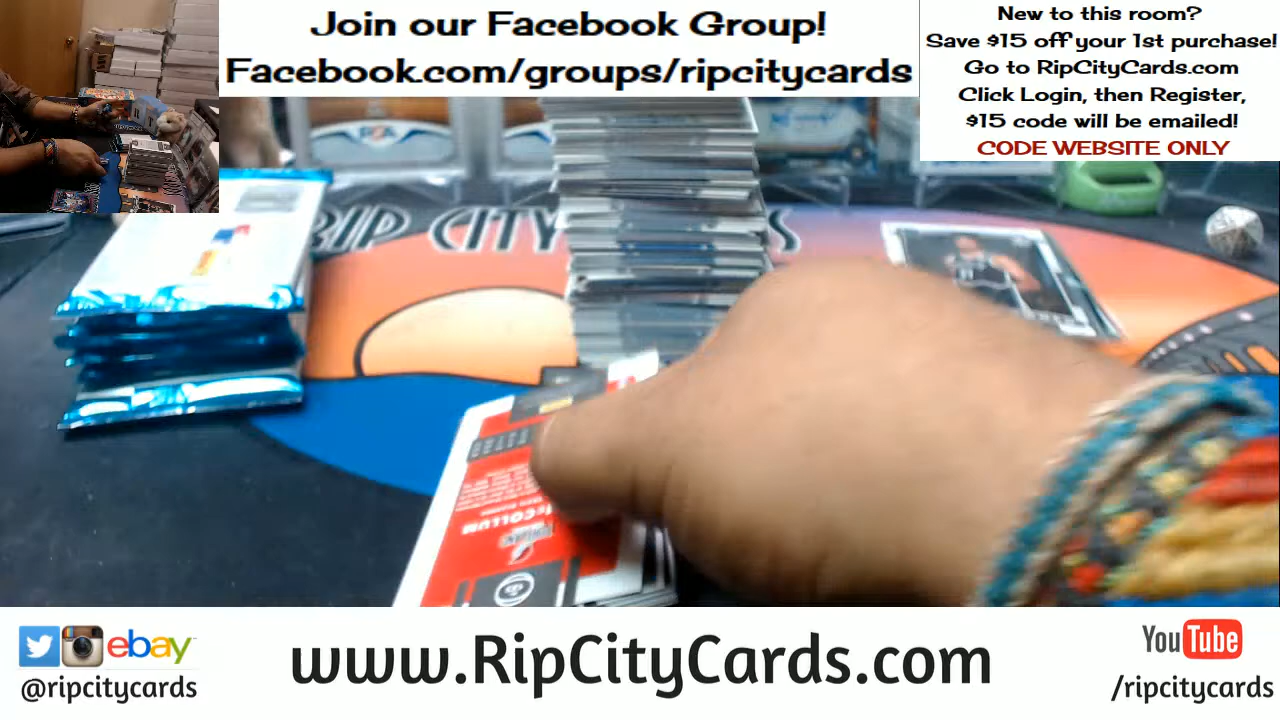 Join our Facebook Group!
Facebook.com/groups/ripcitycards
New to this room?
Save $15 off your 1st purchase!
Go to RipCityCards.com
Click Login, then Register,
$15 code will be emailed!
CODE WEBSITE ONLY
RIP CITY
McCOLLUM
ebay
@ripcitycards
www.RipCityCards.com
YouTube
/ripcitycards